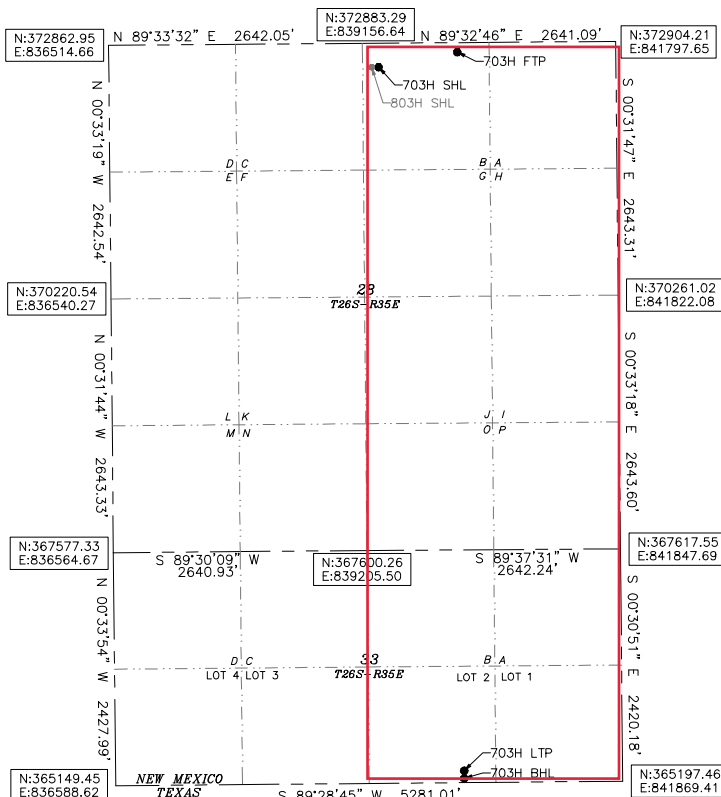 N 89°33'32" E 2642.05'
N:372883.29
E:839156.64
N 89°32'46" E 2641.09'
N:372862.95
E:836514.66
N:372904.21
E:841797.65
703H FTP
703H SHL
803H SHL
N 00°33'19" W 2642.54'
S 00°31'47" E 2643.31'
D C
E F
B A
G H
N:370220.54
E:836540.27
28
T26S-R35E
N:370261.02
E:841822.08
N 00°31'44" W 2643.33'
S 00°33'18" E 2643.60'
L K
M N
J I
O P
N:367577.33
E:836564.67
S 89°30'09" W
2640.93'
N:367600.26
E:839205.50
S 89°37'31" W
2642.24'
N:367617.55
E:841847.69
N 00°33'54" W 2427.99'
S 00°30'51" E 2420.18'
D C
LOT 4 LOT 3
33
T26S-R35E
B A
LOT 2 LOT 1
703H LTP
703H BHL
N:365149.45
E:836588.62
NEW MEXICO
TEXAS
S 89°28'45" W 5281.01'
N:365197.46
E:841869.41